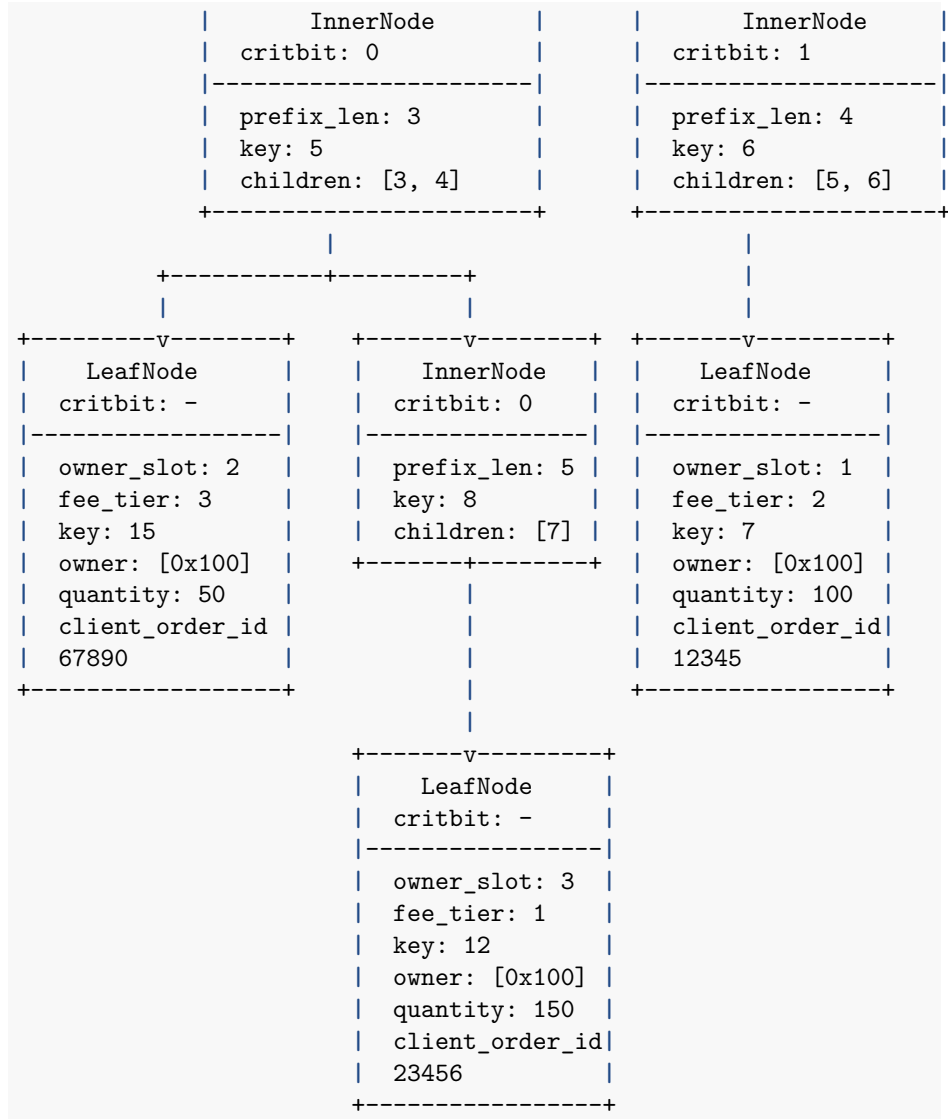 |       InnerNode       |      |       InnerNode     |
|  critbit: 0           |      |  critbit: 1         |
|-----------------------|      |---------------------|
|  prefix_len: 3        |      |  prefix_len: 4      |
|  key: 5               |      |  key: 6             |
|  children: [3, 4]     |      |  children: [5, 6]   |
+-----------------------+      +---------------------+
|                              |
+-----------+---------+                   |
|                     |                   |
+---------v--------+    +-------v--------+  +-------v---------+
|    LeafNode      |    |    InnerNode   |  |    LeafNode     |
|  critbit: -      |    |  critbit: 0    |  |  critbit: -     |
|------------------|    |----------------|  |-----------------|
|  owner_slot: 2   |    |  prefix_len: 5 |  |  owner_slot: 1  |
|  fee_tier: 3     |    |  key: 8        |  |  fee_tier: 2    |
|  key: 15         |    |  children: [7] |  |  key: 7         |
|  owner: [0x100]  |    +-------+--------+  |  owner: [0x100] |
|  quantity: 50    |            |           |  quantity: 100  |
|  client_order_id |            |           |  client_order_id|
|  67890           |            |           |  12345          |
+------------------+            |           +-----------------+
|
+-------v---------+
|    LeafNode     |
|  critbit: -     |
|-----------------|
|  owner_slot: 3  |
|  fee_tier: 1    |
|  key: 12        |
|  owner: [0x100] |
|  quantity: 150  |
|  client_order_id|
|  23456          |
+-----------------+